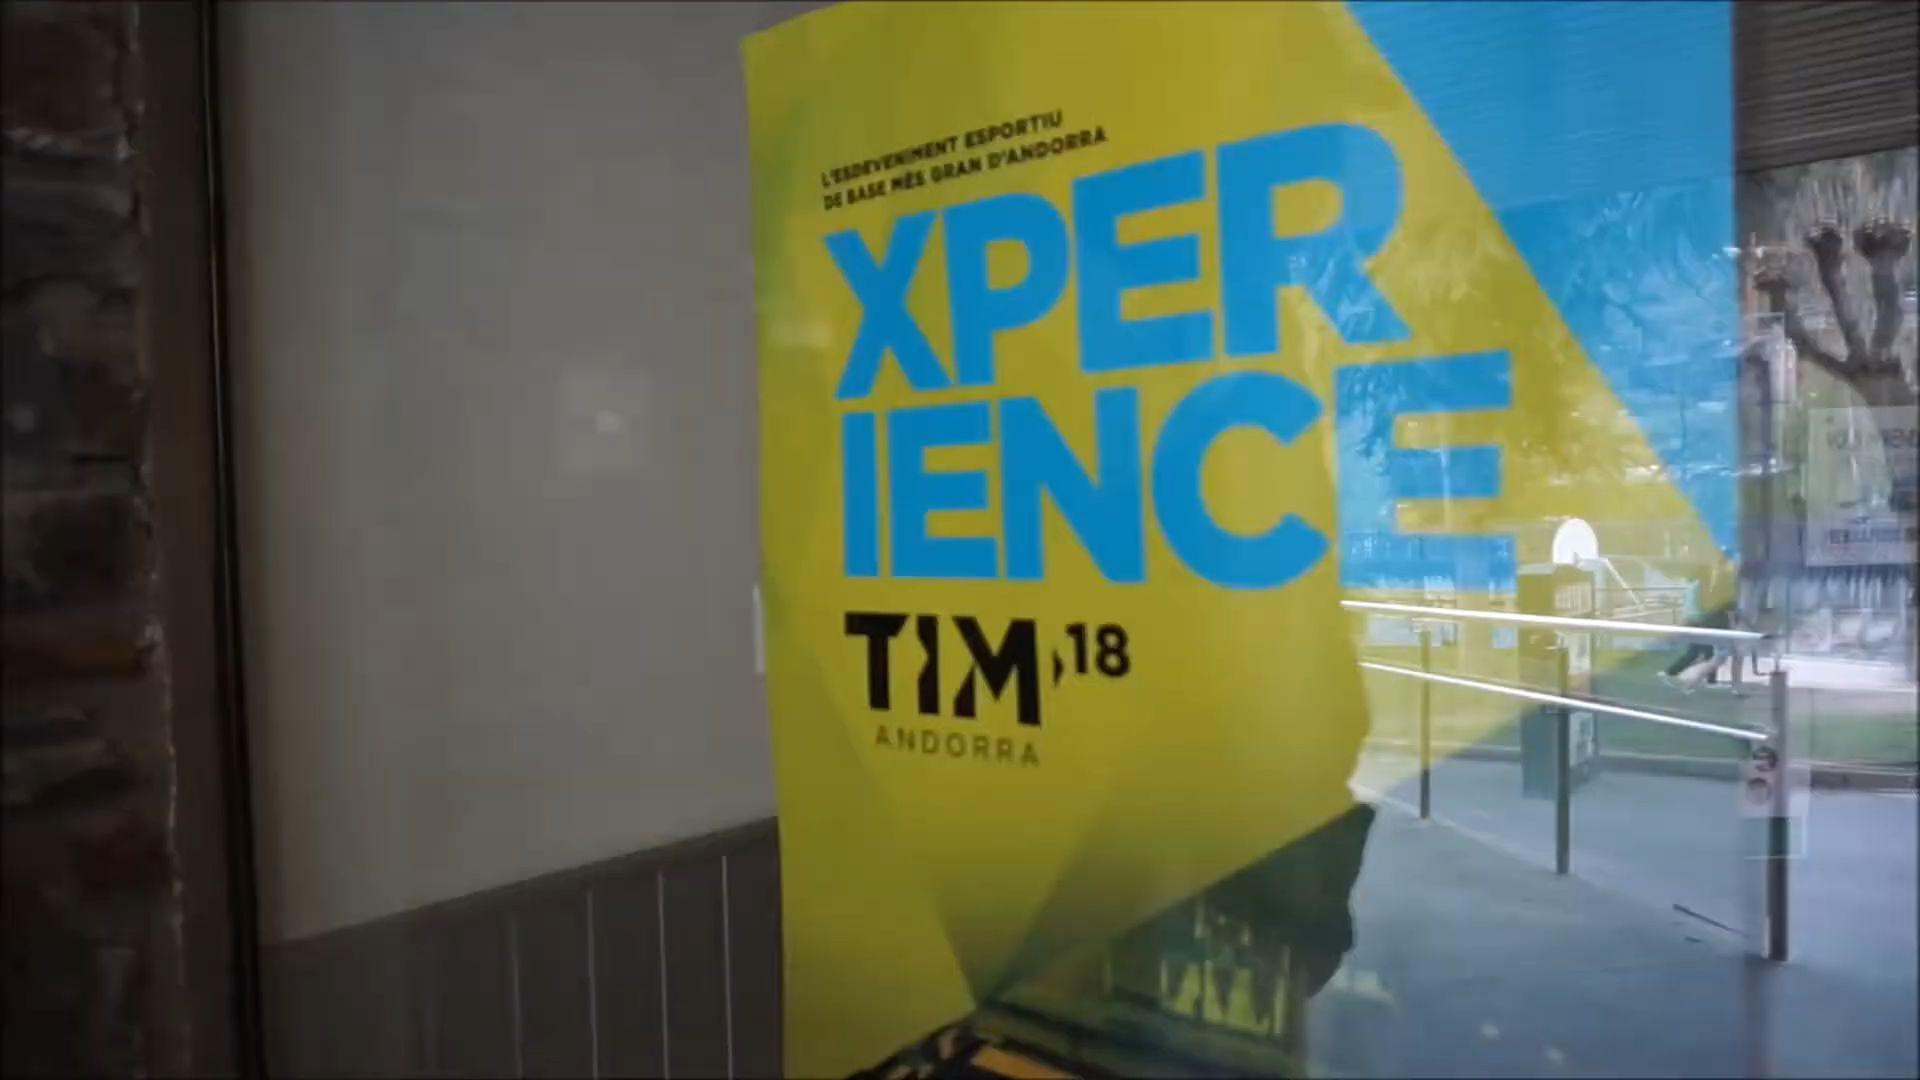 L'ESDEVENIMENT ESPORTIU
DE BASE MÉS GRAN D'ANDORRA
XPER
IENCE
TIM
'18
ANDORRA